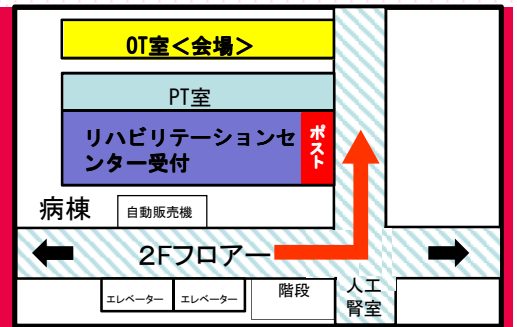 OT室＜会場＞
PT室
リハビリテーションセ
ンター受付
ポスト
病棟
自動販売機
2Fフロアー
エレベーター
エレベーター
階段
人工
腎室